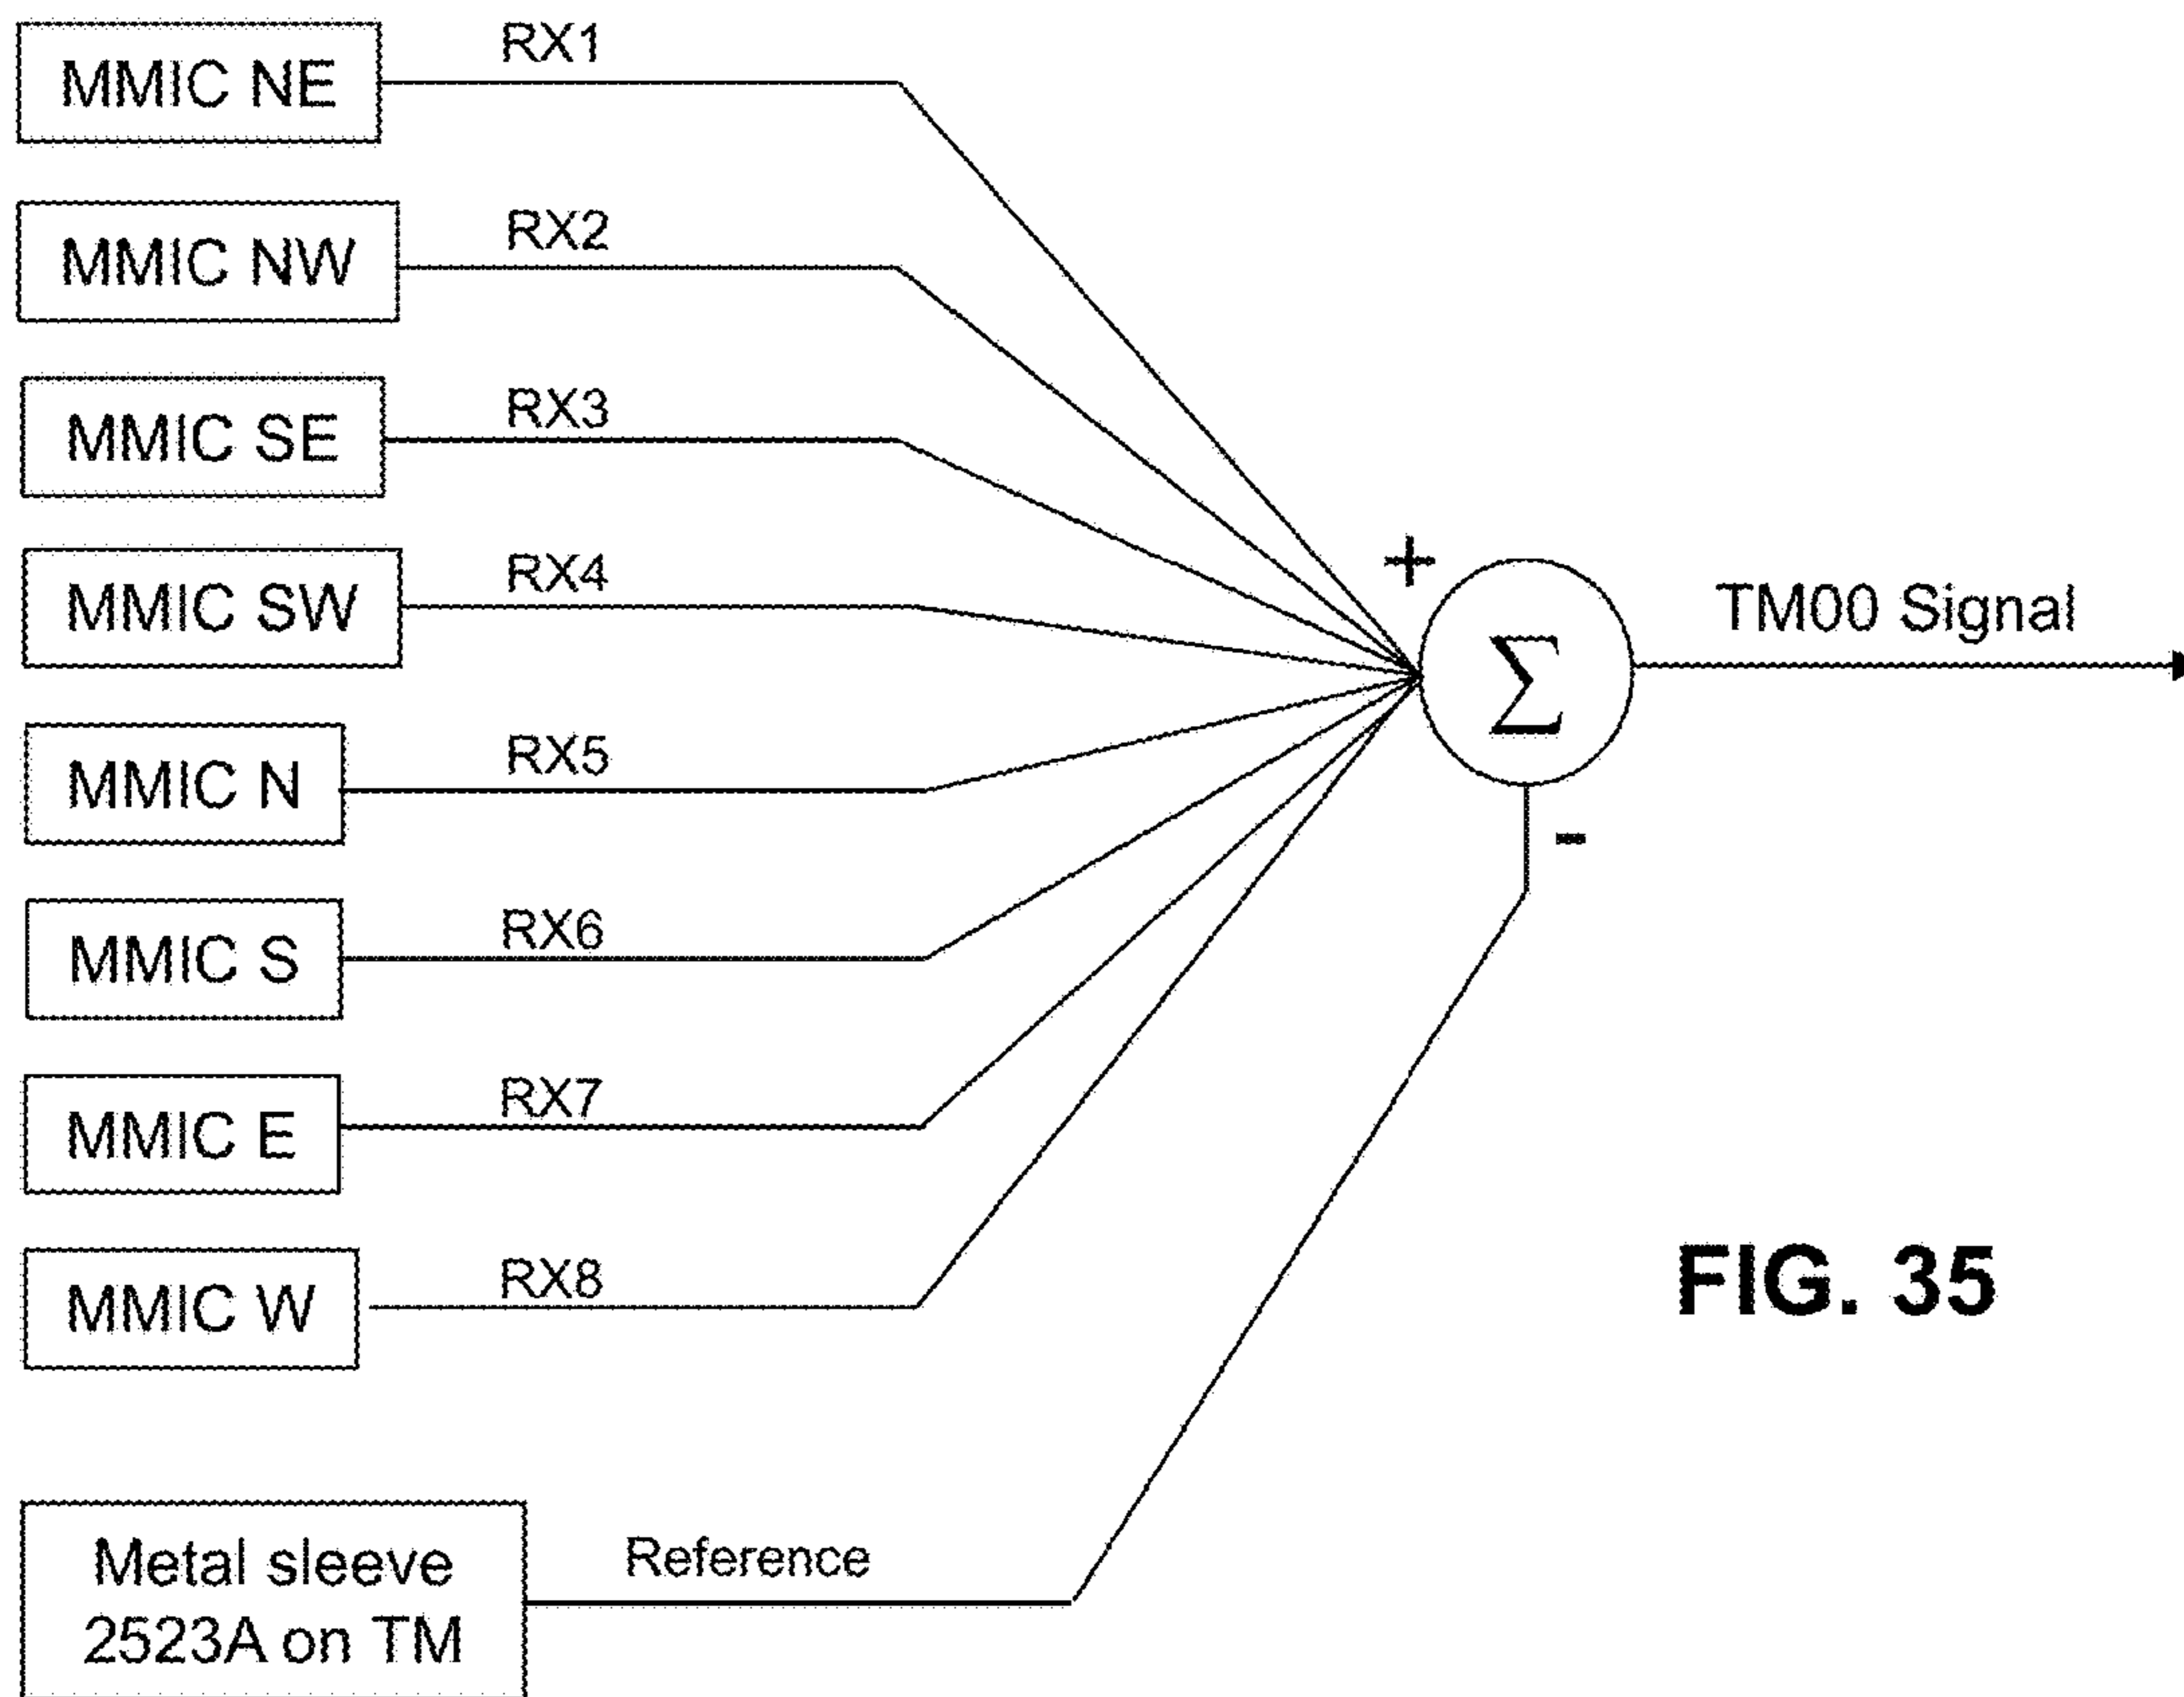 MMIC NE
RX1
MMIC NW
RX2
MMIC SE
RX3
MMIC SW
RX4
MMIC N
RX5
MMIC S
RX6
MMIC E
RX7
MMIC W
RX8
+
Σ
-
TM00 Signal
Metal sleeve
2523A on TM
Reference
FIG. 35